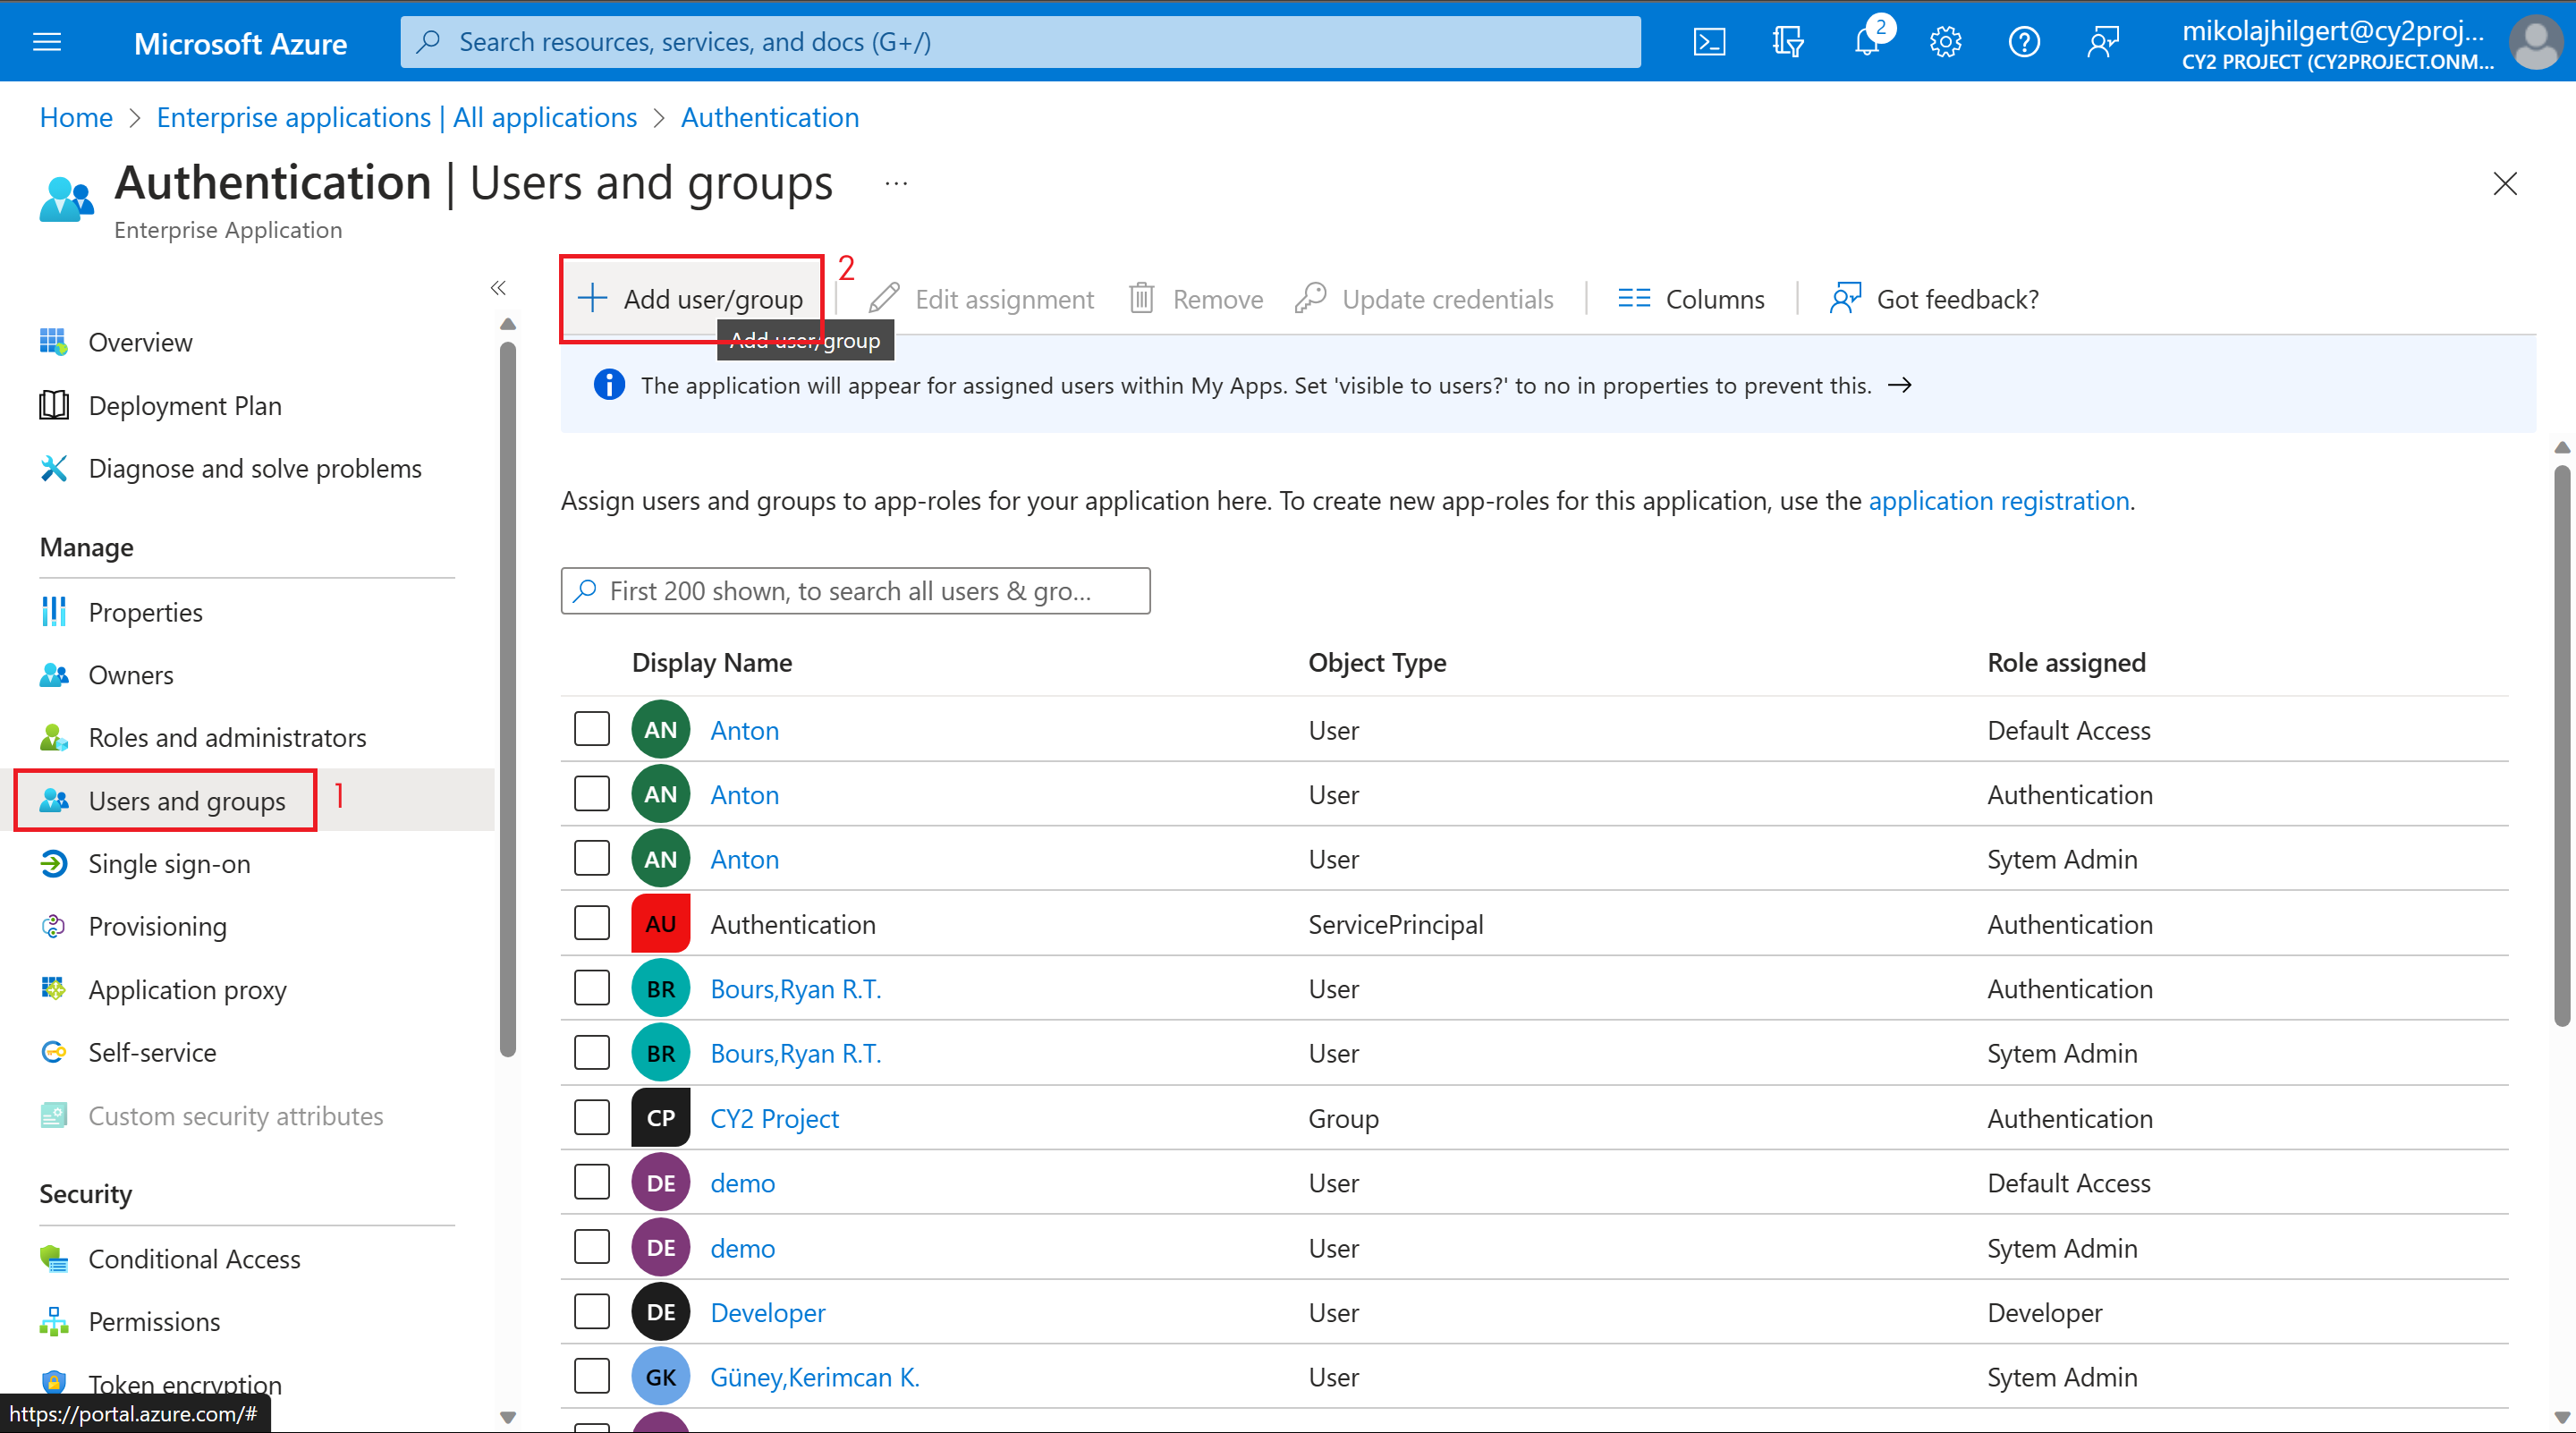 Microsoft Azure
Search resources, services, and docs (G+/)
2
mikolajhilgert@cy2proj...
CY2 PROJECT (CY2PROJECT.ONM...
Home > Enterprise applications | All applications > Authentication
Authentication | Users and groups ...
Enterprise Application
«
Overview
Deployment Plan
Diagnose and solve problems
Manage
Properties
Owners
Roles and administrators
Users and groups 1
Single sign-on
Provisioning
Application proxy
Self-service
Custom security attributes
Security
Conditional Access
Permissions
Token encryption
https://portal.azure.com/#
Add user/group 2 Edit assignment Remove Update credentials Columns Got feedback?
Add user/group
The application will appear for assigned users within My Apps. Set 'visible to users?' to no in properties to prevent this. →
Assign users and groups to app-roles for your application here. To create new app-roles for this application, use the application registration.
First 200 shown, to search all users & gro...
Display Name Object Type Role assigned
AN Anton User Default Access
AN Anton User Authentication
AN Anton User Sytem Admin
AU Authentication ServicePrincipal Authentication
BR Bours,Ryan R.T. User Authentication
BR Bours,Ryan R.T. User Sytem Admin
CP CY2 Project Group Authentication
DE demo User Default Access
DE demo User Sytem Admin
DE Developer User Developer
GK Güney,Kerimcan K. User Sytem Admin